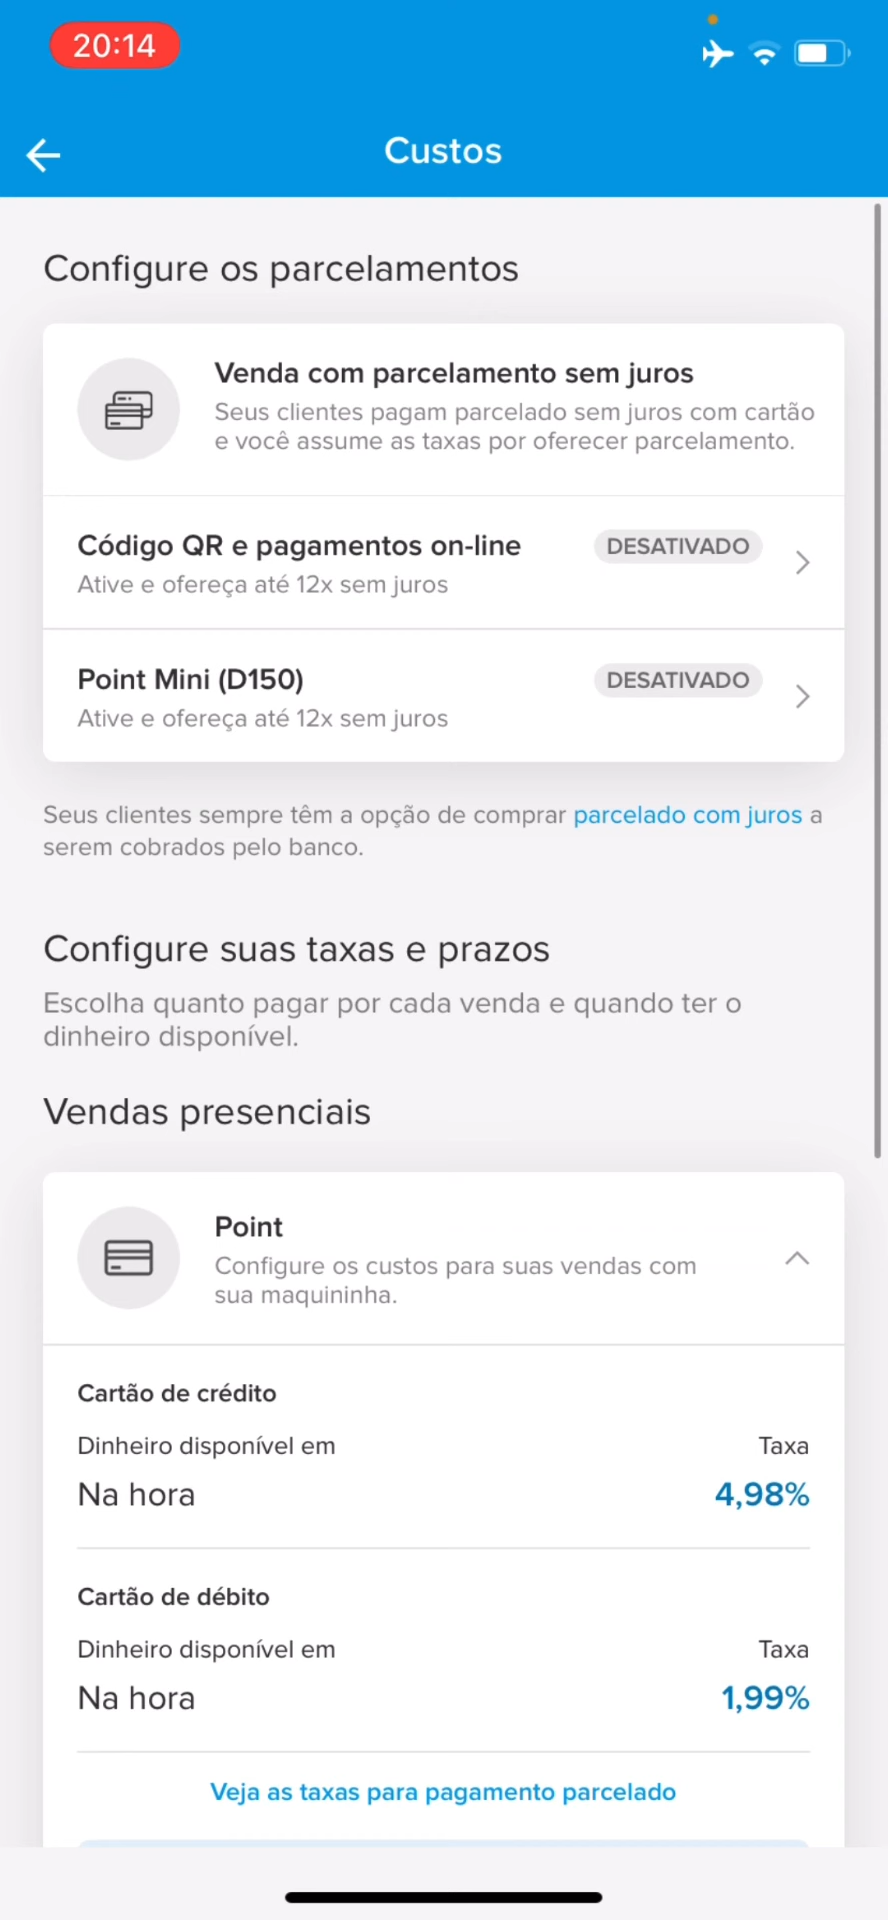 20:14
Custos
Configure os parcelamentos
Venda com parcelamento sem juros
Seus clientes pagam parcelado sem juros com cartão
e você assume as taxas por oferecer parcelamento.
Código QR e pagamentos on-line
DESATIVADO
Ative e ofereça até 12x sem juros
Point Mini (D150)
DESATIVADO
Ative e ofereça até 12x sem juros
Seus clientes sempre têm a opção de comprar parcelado com juros a
serem cobrados pelo banco.
Configure suas taxas e prazos
Escolha quanto pagar por cada venda e quando ter o
dinheiro disponível.
Vendas presenciais
Point
Configure os custos para suas vendas com
sua maquininha.
Cartão de crédito
Dinheiro disponível em Taxa
Na hora 4,98%
Cartão de débito
Dinheiro disponível em Taxa
Na hora 1,99%
Veja as taxas para pagamento parcelado